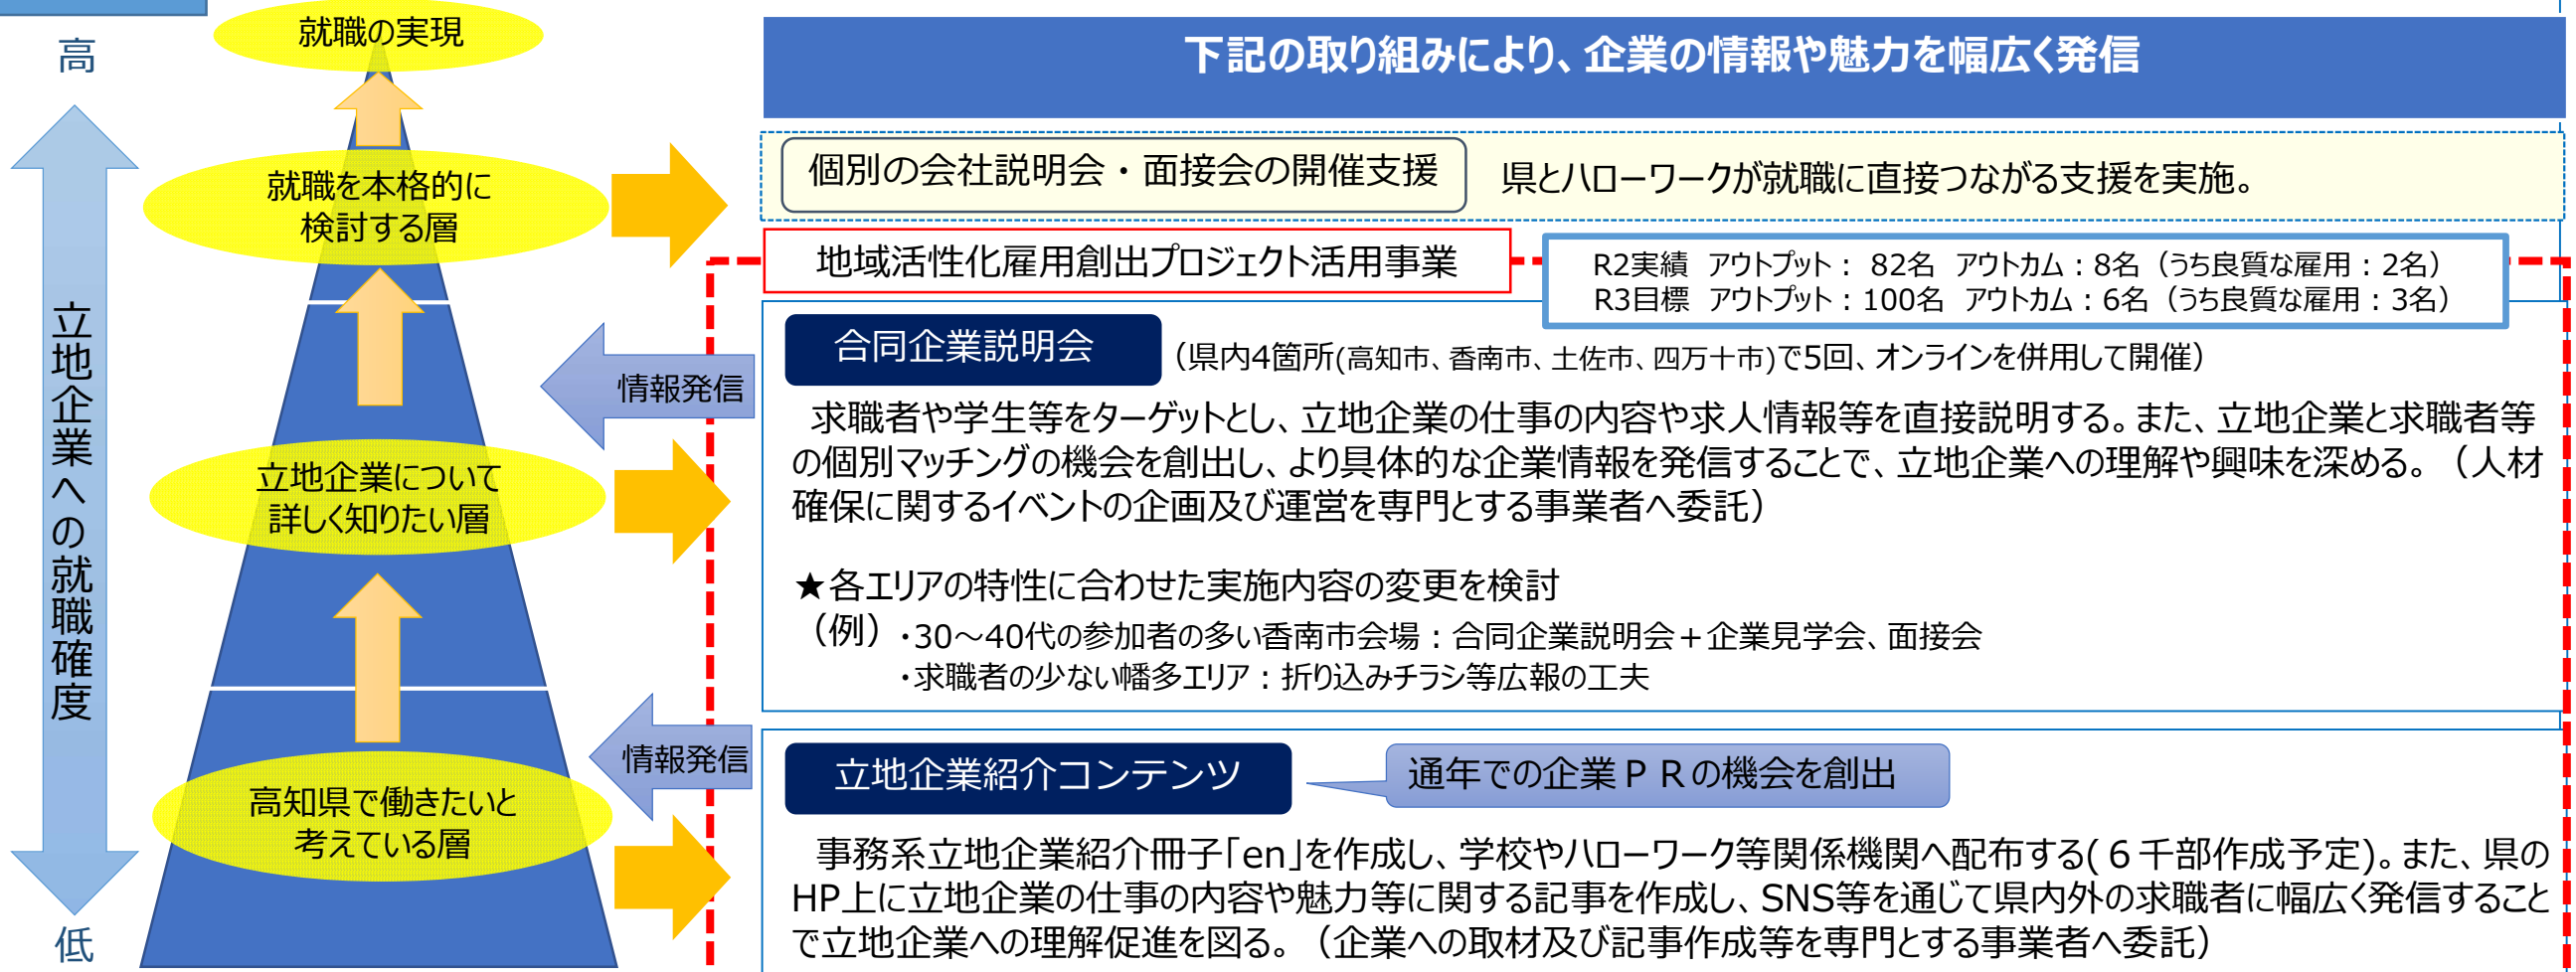 高
立地企業への就職確度
低
就職の実現
就職を本格的に
検討する層
立地企業について
詳しく知りたい層
高知県で働きたいと
考えている層
情報発信
情報発信
下記の取り組みにより、企業の情報や魅力を幅広く発信
個別の会社説明会・面接会の開催支援
県とハローワークが就職に直接つながる支援を実施。
地域活性化雇用創出プロジェクト活用事業
R2実績 アウトプット：82名 アウトカム：8名（うち良質な雇用：2名）
R3目標 アウトプット：100名 アウトカム：6名（うち良質な雇用：3名）
合同企業説明会
（県内4箇所(高知市、香南市、土佐市、四万十市)で5回、オンラインを併用して開催）
求職者や学生等をターゲットとし、立地企業の仕事の内容や求人情報等を直接説明する。また、立地企業と求職者等
の個別マッチングの機会を創出し、より具体的な企業情報を発信することで、立地企業への理解や興味を深める。（人材
確保に関するイベントの企画及び運営を専門とする事業者へ委託）
★各エリアの特性に合わせた実施内容の変更を検討
（例）・30～40代の参加者の多い香南市会場：合同企業説明会＋企業見学会、面接会
・求職者の少ない幡多エリア：折り込みチラシ等広報の工夫
立地企業紹介コンテンツ
通年での企業ＰＲの機会を創出
事務系立地企業紹介冊子「en」を作成し、学校やハローワーク等関係機関へ配布する(６千部作成予定)。また、県の
HP上に立地企業の仕事の内容や魅力等に関する記事を作成し、SNS等を通じて県内外の求職者に幅広く発信すること
で立地企業への理解促進を図る。（企業への取材及び記事作成等を専門とする事業者へ委託）